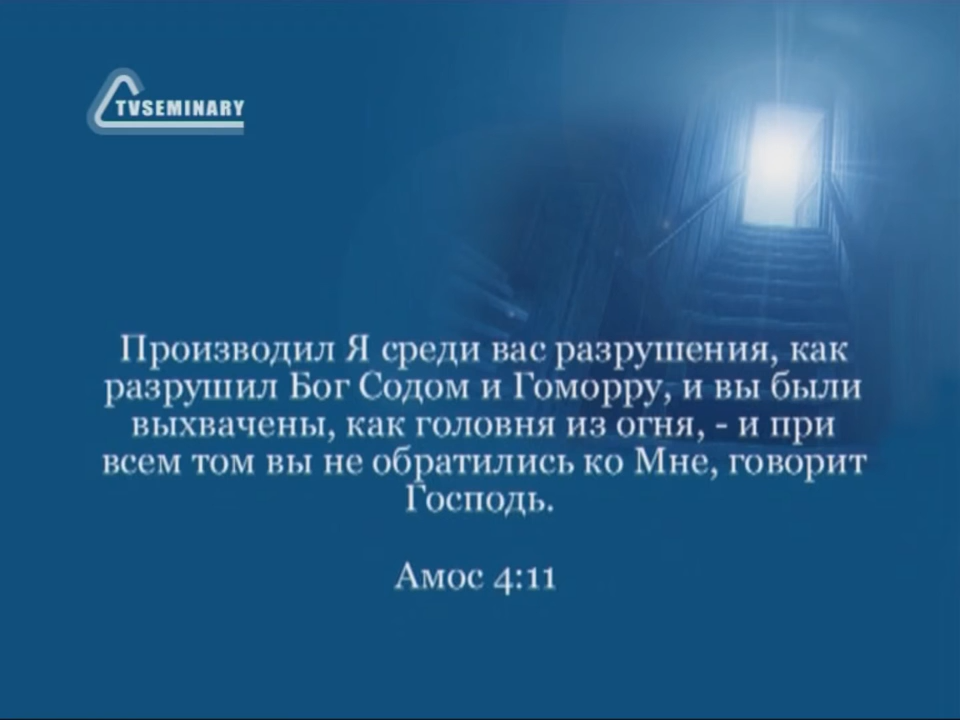 TVSEMINARY
Производил Я среди вас разрушения, как
разрушил Бог Содом и Гоморру, и вы были
выхвачены, как головня из огня, - и при
всем том вы не обратились ко Мне, говорит
Господь.
Амос 4:11